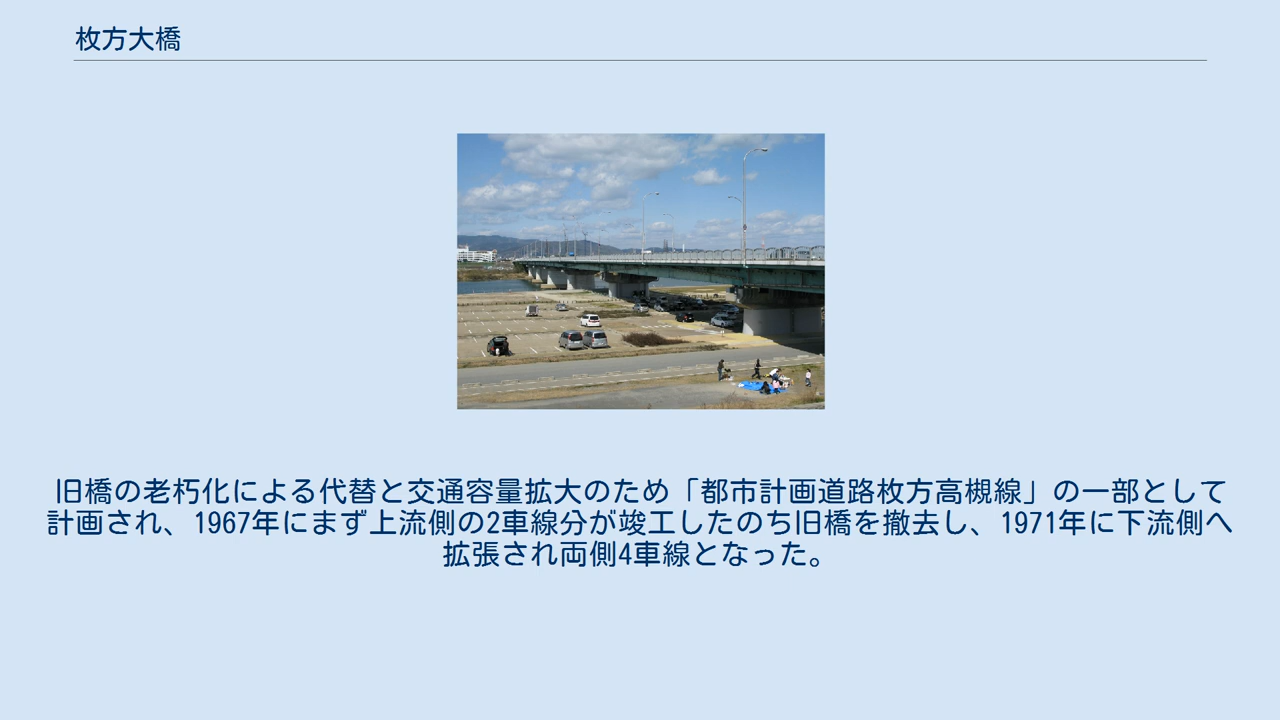 枚方大橋
旧橋の老朽化による代替と交通容量拡大のため「都市計画道路枚方高槻線」の一部として
計画され、1967年にまず上流側の2車線分が竣工したのち旧橋を撤去し、1971年に下流側へ
拡張され両側4車線となった。